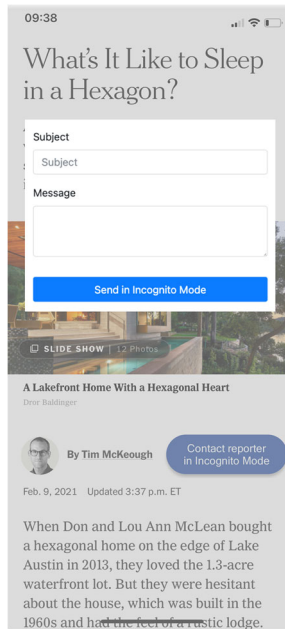 09:38
What's It Like to Sleep
in a Hexagon?
Subject
Subject
Message
Send in Incognito Mode
SLIDE SHOW | 12 Photos
A Lakefront Home With a Hexagonal Heart
Dror Baldinger
By Tim McKeough
Contact reporter
in Incognito Mode
Feb. 9, 2021 Updated 3:37 p.m. ET
When Don and Lou Ann McLean bought
a hexagonal home on the edge of Lake
Austin in 2013, they loved the 1.3-acre
waterfront lot. But they were hesitant
about the house, which was built in the
1960s and had the feel of a rustic lodge.